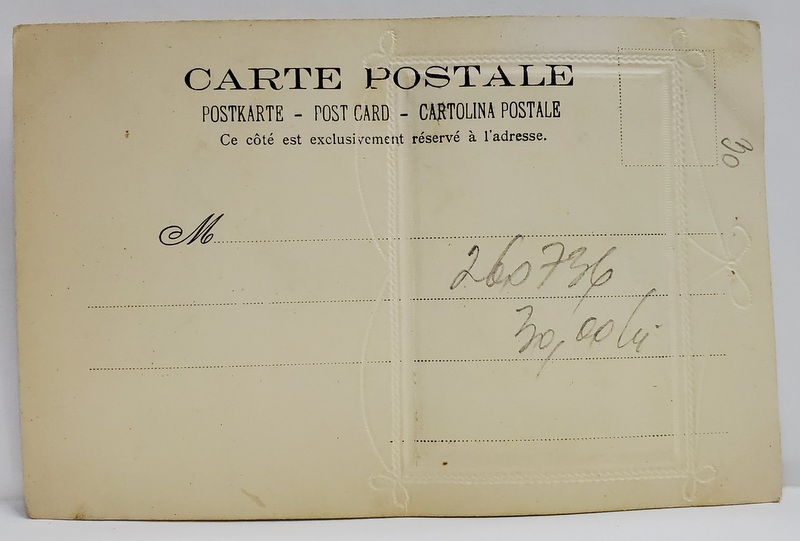 CARTE POSTALE
POSTKARTE - POST CARD - CARTOLINA POSTALE
Ce côté est exclusivement réservé à l'adresse.
30
M
260736
30,00 lei